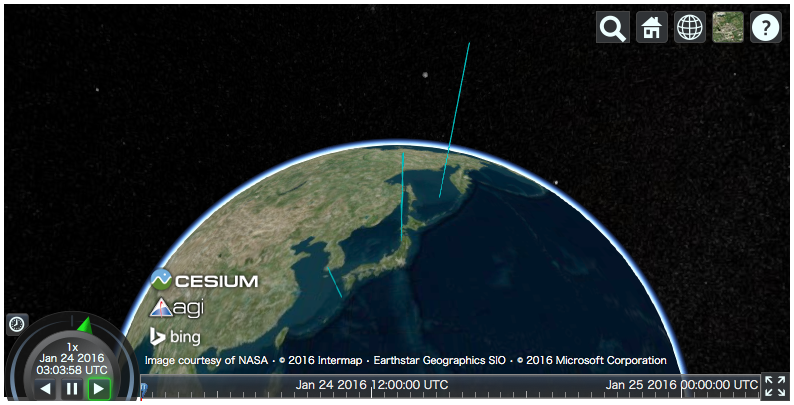 ?
CESIUM
agi
bing
Image courtesy of NASA · © 2016 Intermap · Earthstar Geographics SIO · © 2016 Microsoft Corporation
1x
Jan 24 2016
03:03:58 UTC
Jan 24 2016 12:00:00 UTC
Jan 25 2016 00:00:00 UTC